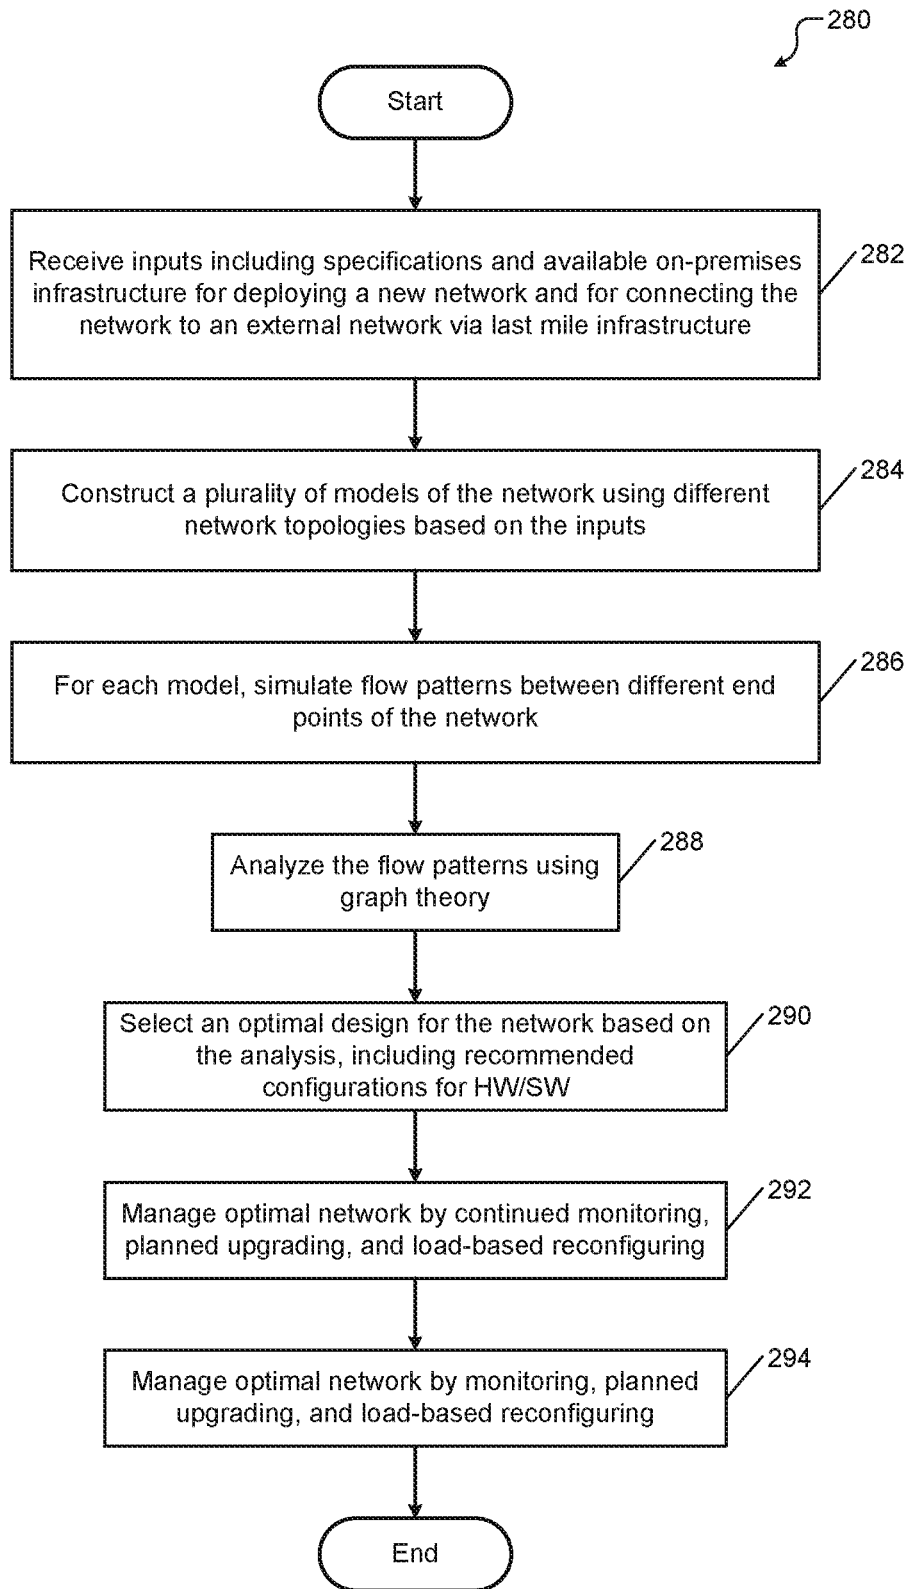 280
Start
Receive inputs including specifications and available on-premises
infrastructure for deploying a new network and for connecting the
network to an external network via last mile infrastructure
282
Construct a plurality of models of the network using different
network topologies based on the inputs
284
For each model, simulate flow patterns between different end
points of the network
286
Analyze the flow patterns using
graph theory
288
Select an optimal design for the network based on
the analysis, including recommended
configurations for HW/SW
290
Manage optimal network by continued monitoring,
planned upgrading, and load-based reconfiguring
292
Manage optimal network by monitoring, planned
upgrading, and load-based reconfiguring
294
End